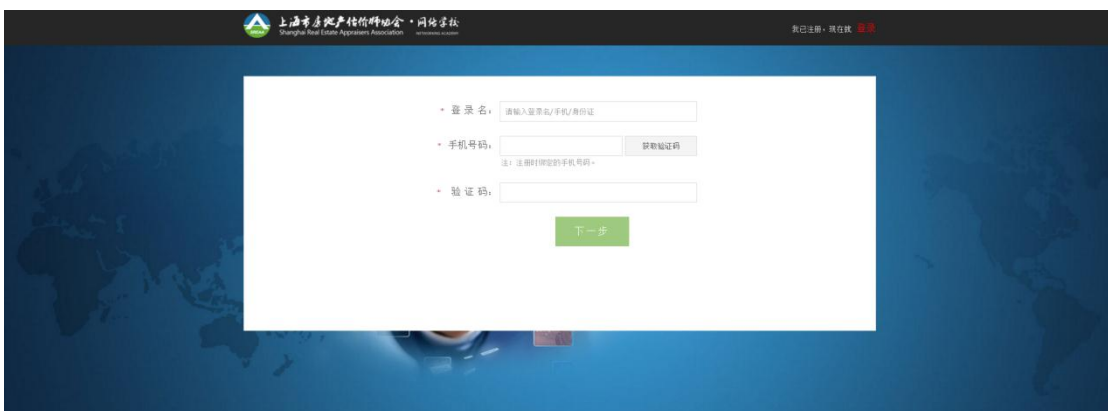 上海市房地产估价师协会·网络学校
Shanghai Real Estate Appraisers Association NETWORKING ACADEMY
我已注册,现在就 登录
* 登 录 名: 请输入登录名/手机/身份证
* 手机号码: 获取验证码
注:注册时绑定的手机号码。
* 验 证 码:
下一步